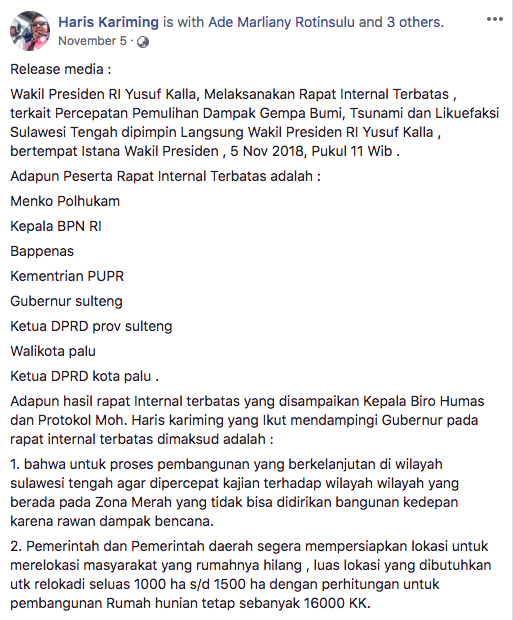 Haris Kariming is with Ade Marliany Rotinsulu and 3 others.
November 5 ·
Release media :
Wakil Presiden RI Yusuf Kalla, Melaksanakan Rapat Internal Terbatas ,
terkait Percepatan Pemulihan Dampak Gempa Bumi, Tsunami dan Likuefaksi
Sulawesi Tengah dipimpin Langsung Wakil Presiden RI Yusuf Kalla ,
bertempat Istana Wakil Presiden , 5 Nov 2018, Pukul 11 Wib .
Adapun Peserta Rapat Internal Terbatas adalah :
Menko Polhukam
Kepala BPN RI
Bappenas
Kementrian PUPR
Gubernur sulteng
Ketua DPRD prov sulteng
Walikota palu
Ketua DPRD kota palu .
Adapun hasil rapat Internal terbatas yang disampaikan Kepala Biro Humas
dan Protokol Moh. Haris kariming yang Ikut mendampingi Gubernur pada
rapat internal terbatas dimaksud adalah :
1. bahwa untuk proses pembangunan yang berkelanjutan di wilayah
sulawesi tengah agar dipercepat kajian terhadap wilayah wilayah yang
berada pada Zona Merah yang tidak bisa didirikan bangunan kedepan
karena rawan dampak bencana.
2. Pemerintah dan Pemerintah daerah segera mempersiapkan lokasi untuk
merelokasi masyarakat yang rumahnya hilang , luas lokasi yang dibutuhkan
utk relokadi seluas 1000 ha s/d 1500 ha dengan perhitungan untuk
pembangunan Rumah hunian tetap sebanyak 16000 KK.